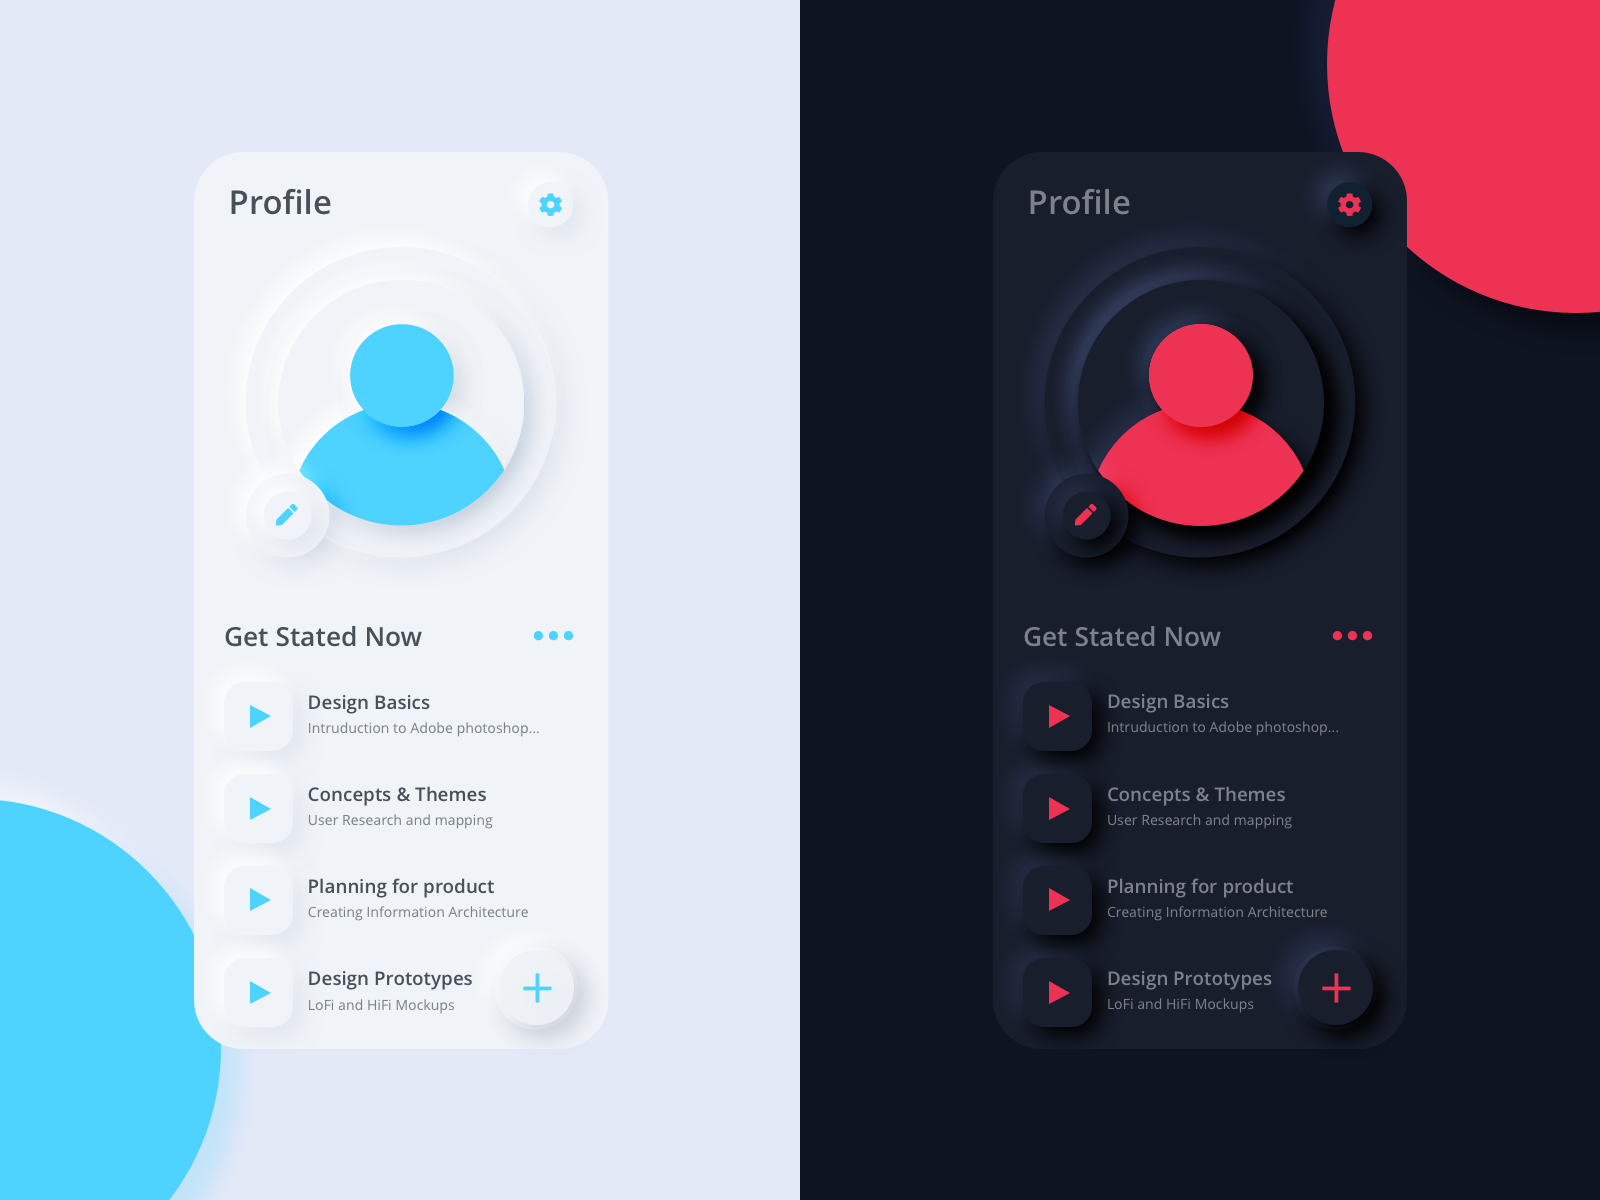 Profile
Get Stated Now
Design Basics
Intruduction to Adobe photoshop...
Concepts & Themes
User Research and mapping
Planning for product
Creating Information Architecture
Design Prototypes
LoFi and HiFi Mockups
Profile
Get Stated Now
Design Basics
Intruduction to Adobe photoshop...
Concepts & Themes
User Research and mapping
Planning for product
Creating Information Architecture
Design Prototypes
LoFi and HiFi Mockups